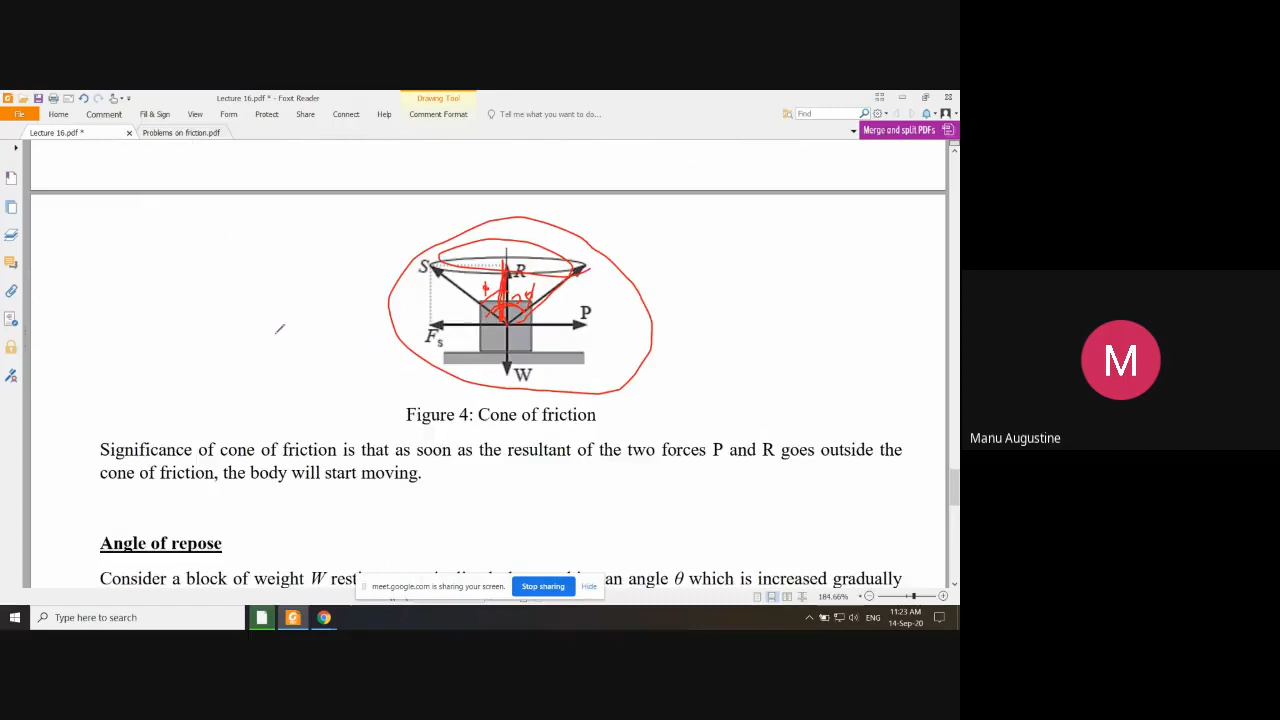 Lecture 16.pdf * - Foxit Reader
Drawing Tool
File Home Comment Fill & Sign View Form Protect Share Connect Help Comment Format Tell me what you want to do... Find
Lecture 16.pdf * Problems on friction.pdf Merge and split PDFs
S R
P
Fs
W
Figure 4: Cone of friction
Significance of cone of friction is that as soon as the resultant of the two forces P and R goes outside the
cone of friction, the body will start moving.
Angle of repose
Consider a block of weight W an angle θ which is increased gradually
meet.google.com is sharing your screen. Stop sharing Hide
184.66%
Type here to search
ENG
11:23 AM
14-Sep-20
M
Manu Augustine